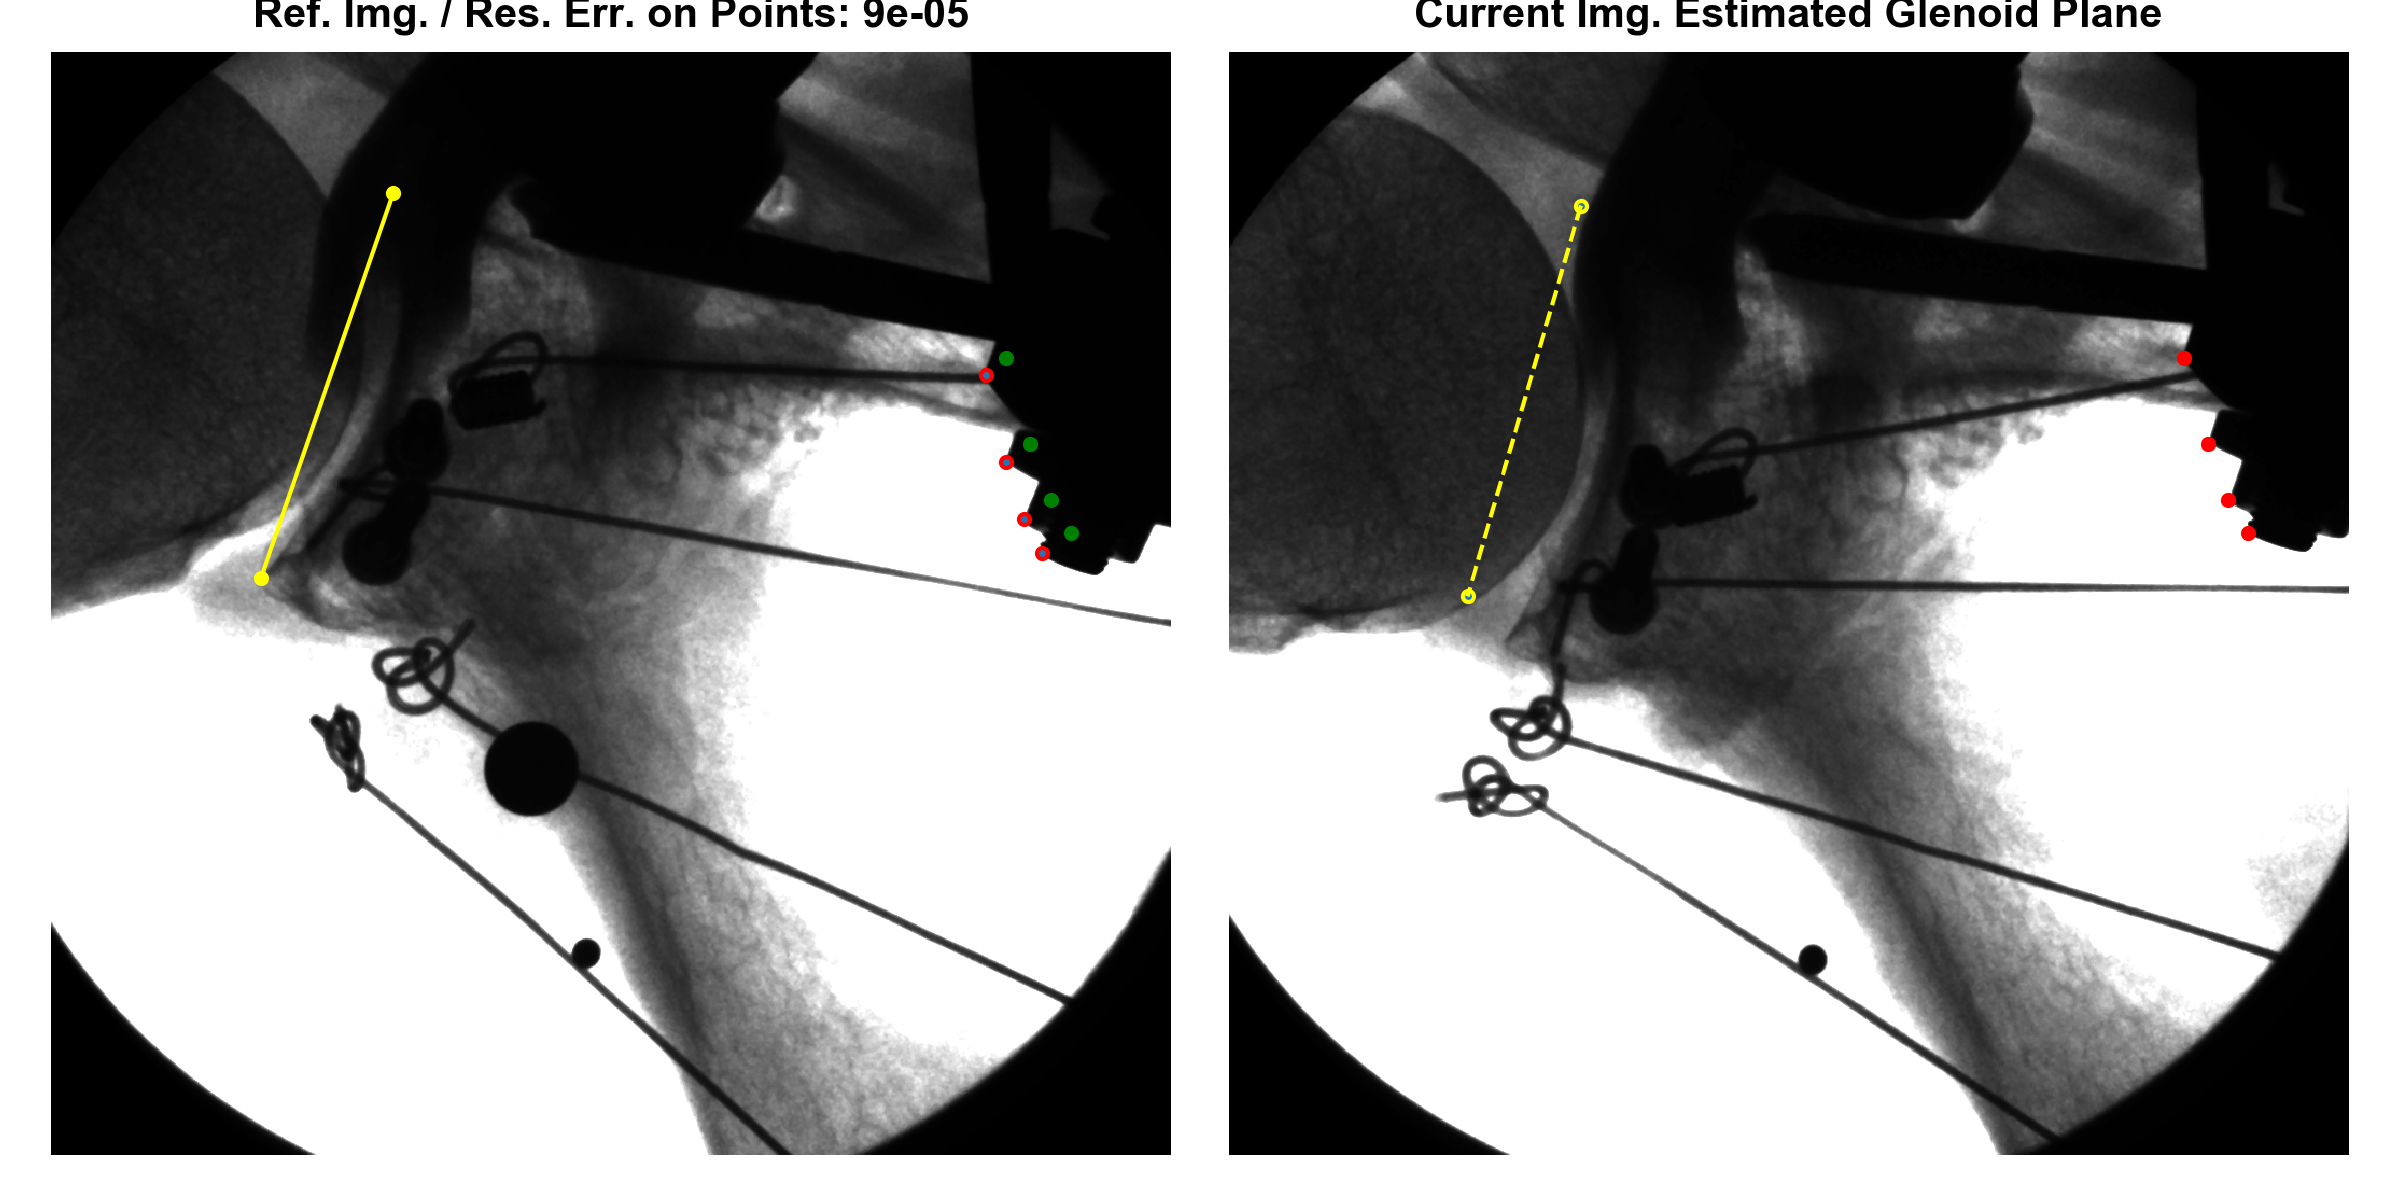 Ref. Img. / Res. Err. on Points: 9e-05
Current Img. Estimated Glenoid Plane